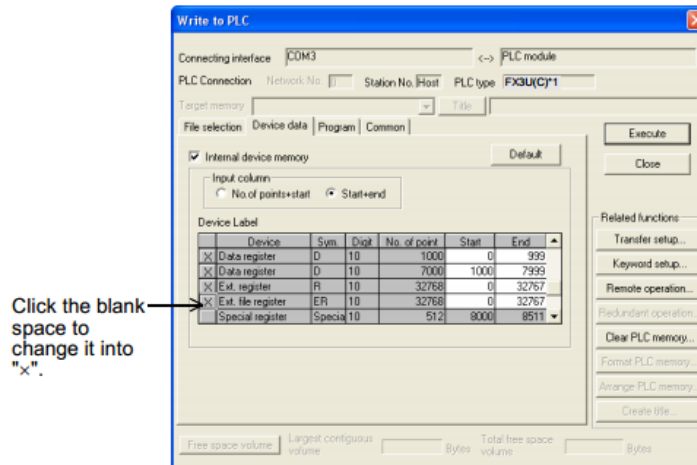 Write to PLC
Connecting interface COM3 <--> PLC module
PLC Connection Network No. 0 Station No. Host PLC type FX3U(C)*1
Target memory Title
File selection Device data Program Common
Execute
Internal device memory Default
Close
Input column
No.of points+start Start+end
Device Label
Related functions
Device Sym. Digit No. of point Start End
Transfer setup...
× Data register D 10 1000 0 999
× Data register D 10 7000 1000 7999
Keyword setup...
× Ext. register R 10 32768 0 32767
Remote operation...
× Ext. file register ER 10 32768 0 32767
Special register Specia 10 512 8000 8511
Redundant operation.
Clear PLC memory...
Format PLC memory...
Arrange PLC memory.
Create title...
Click the blank
space to
change it into
"×".
Free space volume Largest contiguous volume Bytes Total free space volume Bytes